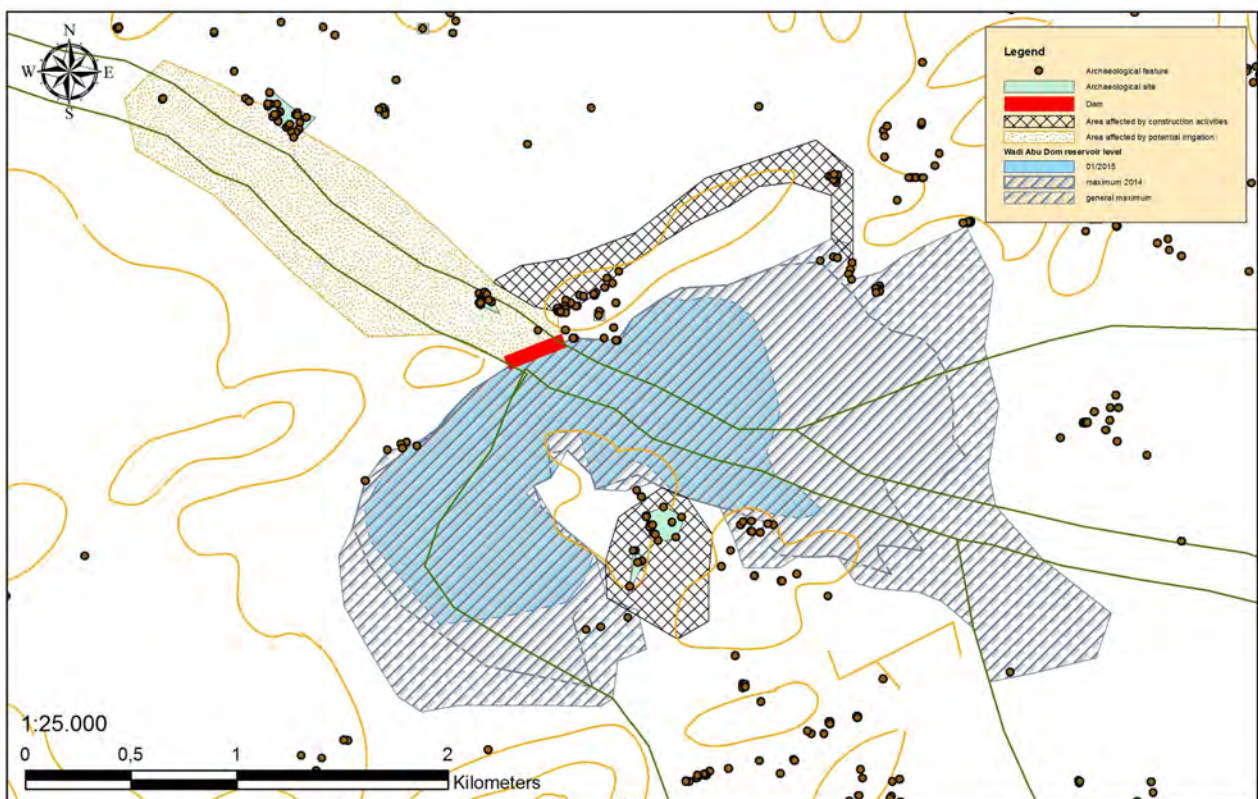 N
W E
S
Legend
Archaeological feature
Archaeological site
Dam
Area affected by construction activities
Area affected by potential irrigation
Wadi Abu Dom reservoir level
01/2015
maximum 2014
general maximum
1:25.000
0 0,5 1 2
Kilometers